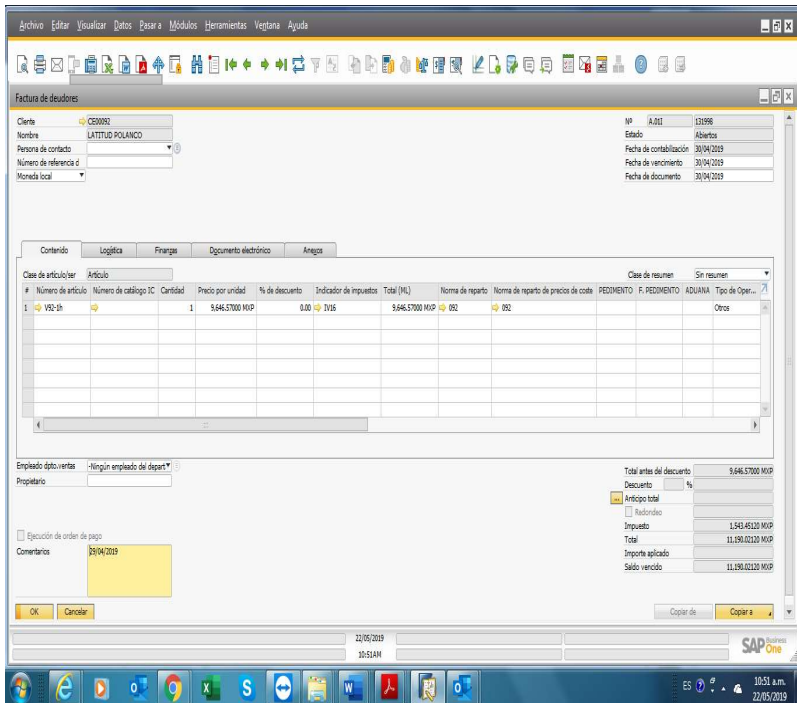 Archivo Editar Visualizar Datos Pasar a Módulos Herramientas Ventana Ayuda
Factura de deudores
Cliente CE00092
Nombre LATITUD POLANCO
Persona de contacto
Número de referencia d
Moneda local
Nº A.01I 131998
Estado Abiertos
Fecha de contabilización 30/04/2019
Fecha de vencimiento 30/04/2019
Fecha de documento 30/04/2019
Contenido Logística Finanzas Documento electrónico Anexos
Clase de artículo/ser Artículo Clase de resumen Sin resumen
# Número de artículo Número de catálogo IC Cantidad Precio por unidad % de descuento Indicador de impuestos Total (ML) Norma de reparto Norma de reparto de precios de coste PEDIMENTO F. PEDIMENTO ADUANA Tipo de Oper...
1 V92-1h 1 9,646.57000 MXP 0.00 IV16 9,646.57000 MXP 092 092 Otros
Empleado dpto.ventas -Ningún empleado del depart
Propietario
Ejecución de orden de pago
Comentarios 29/04/2019
Total antes del descuento 9,646.57000 MXP
Descuento %
... Anticipo total
Redondeo
Impuesto 1,543.45120 MXP
Total 11,190.02120 MXP
Importe aplicado
Saldo vencido 11,190.02120 MXP
OK Cancelar Copiar de Copiar a
22/05/2019
10:51AM
SAP Business One
ES 10:51 a.m.
22/05/2019